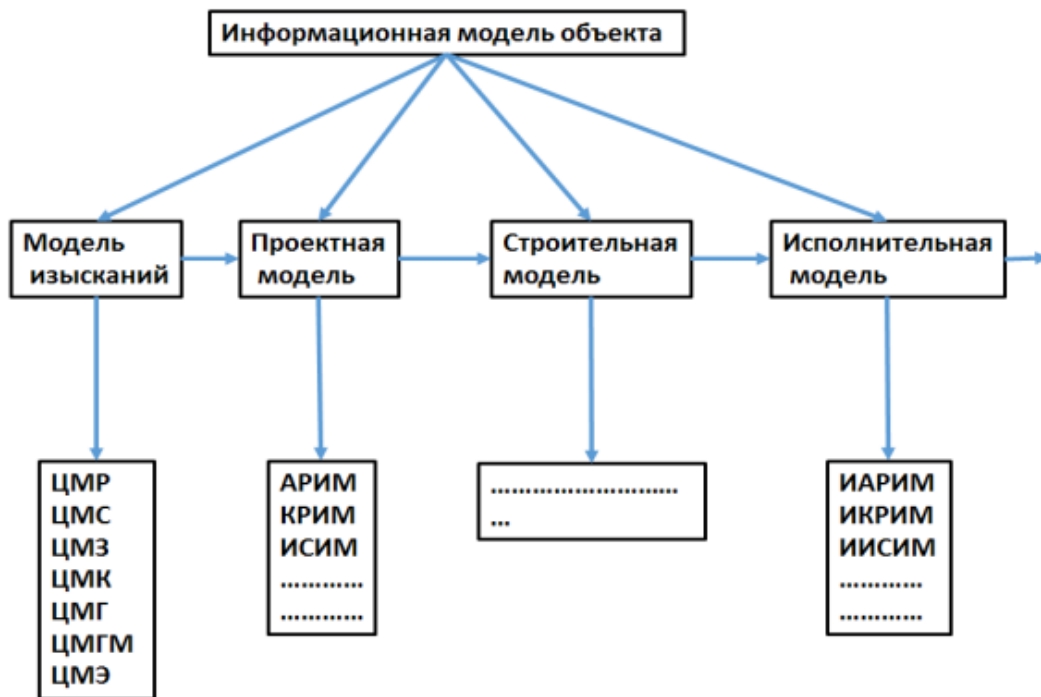 Информационная модель объекта
Модель
изысканий
Проектная
модель
Строительная
модель
Исполнительная
модель
ЦМР
ЦМС
ЦМЗ
ЦМК
ЦМГ
ЦМГМ
ЦМЭ
АРИМ
КРИМ
ИСИМ
…………
…………
………………………
…
ИАРИМ
ИКРИМ
ИИСИМ
…………
…………